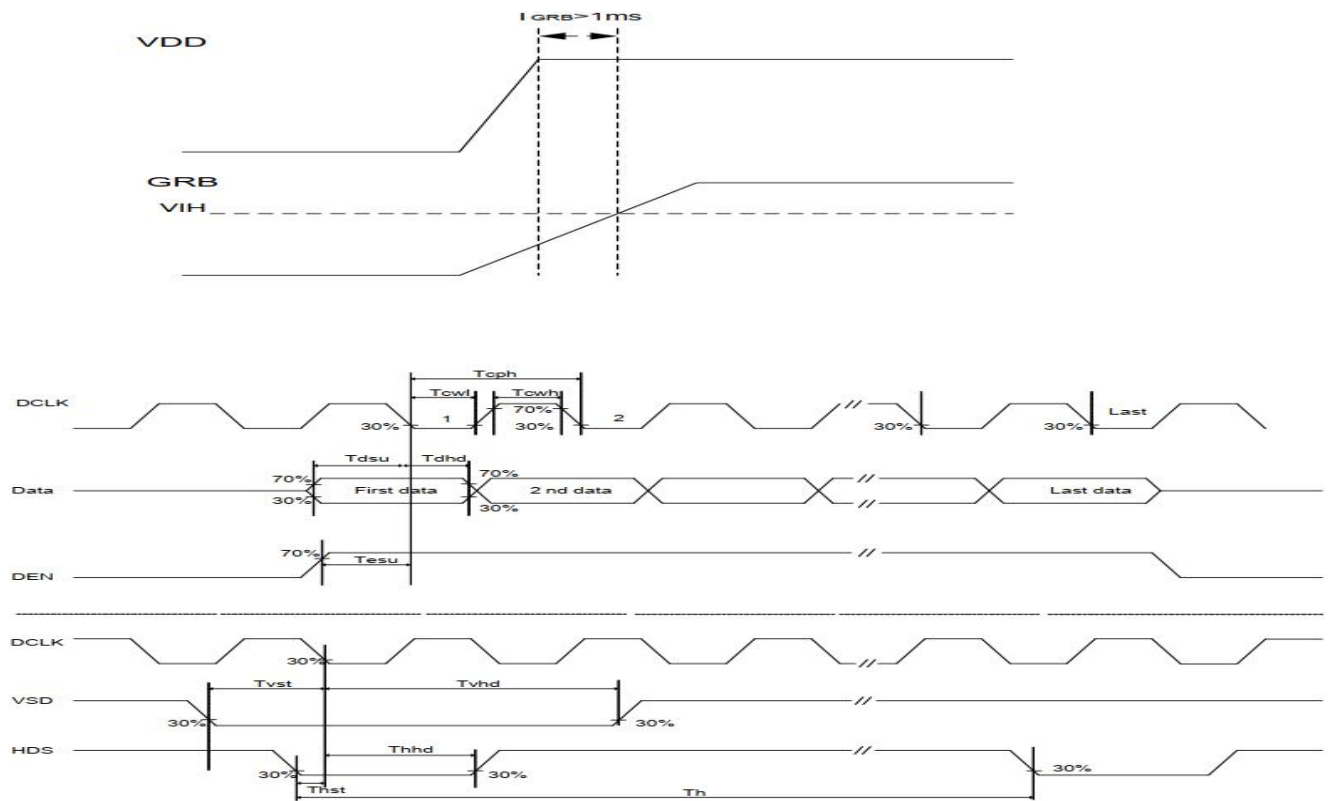 I GRB>1ms
VDD
GRB
VIH
Tcph
Tcwl Tcwh
DCLK
70%
30% 1 30% 2 30% 30% Last
Tdsu Tdhd
70% 70%
Data First data 2 nd data Last data
30% 30%
70%
Tesu
DEN
DCLK
30%
Tvst Tvhd
VSD
30% 30%
HDS
Thhd
30% 30% 30%
Thst Th